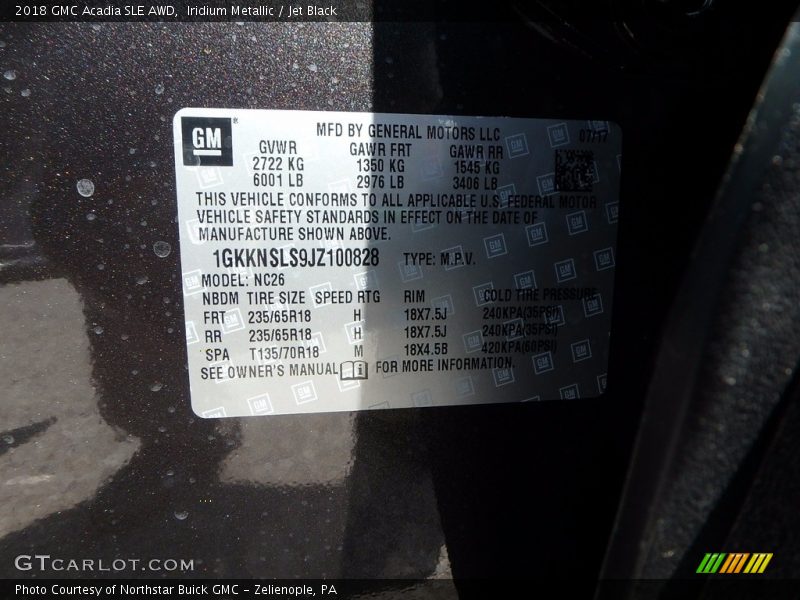 2018 GMC Acadia SLE AWD,  Iridium Metallic / Jet Black
GM
MFD BY GENERAL MOTORS LLC 07/17
GVWR GAWR FRT GAWR RR
2722 KG 1350 KG 1545 KG
6001 LB 2976 LB 3406 LB
THIS VEHICLE CONFORMS TO ALL APPLICABLE U.S. FEDERAL MOTOR
VEHICLE SAFETY STANDARDS IN EFFECT ON THE DATE OF
MANUFACTURE SHOWN ABOVE.
1GKKNSLS9JZ100828 TYPE: M.P.V.
MODEL: NC26
NBDM TIRE SIZE SPEED RTG RIM COLD TIRE PRESSURE
FRT 235/65R18 H 18X7.5J 240KPA(35PSI)
RR 235/65R18 H 18X7.5J 240KPA(35PSI)
SPA T135/70R18 M 18X4.5B 420KPA(60PSI)
SEE OWNER'S MANUAL FOR MORE INFORMATION.
GTCARLOT.COM
Photo Courtesy of Northstar Buick GMC - Zelienople, PA